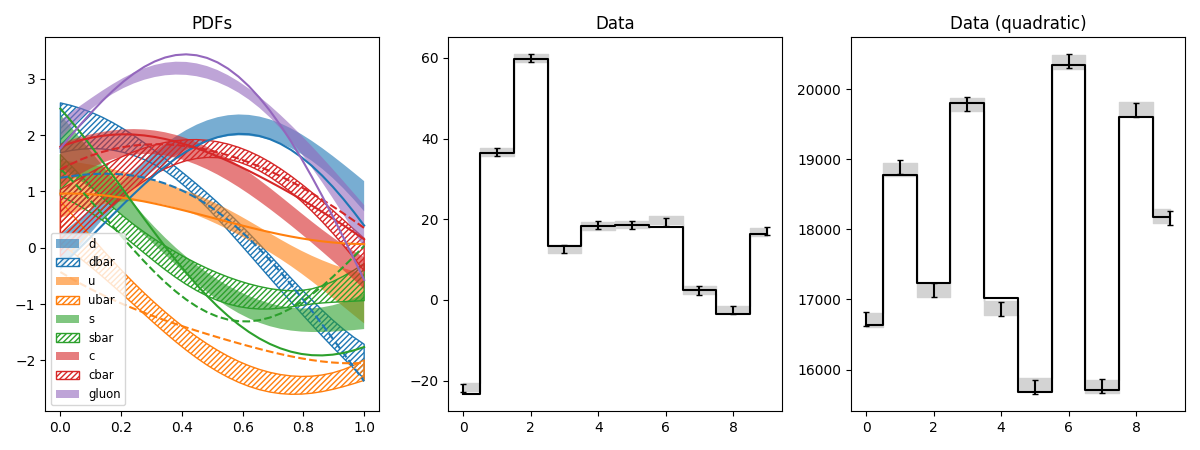 PDFs
3
2
1
0
−1
−2
d
dbar
u
ubar
s
sbar
c
cbar
gluon
0.0 0.2 0.4 0.6 0.8 1.0
Data
60
40
20
0
−20
0 2 4 6 8
Data (quadratic)
20000
19000
18000
17000
16000
0 2 4 6 8